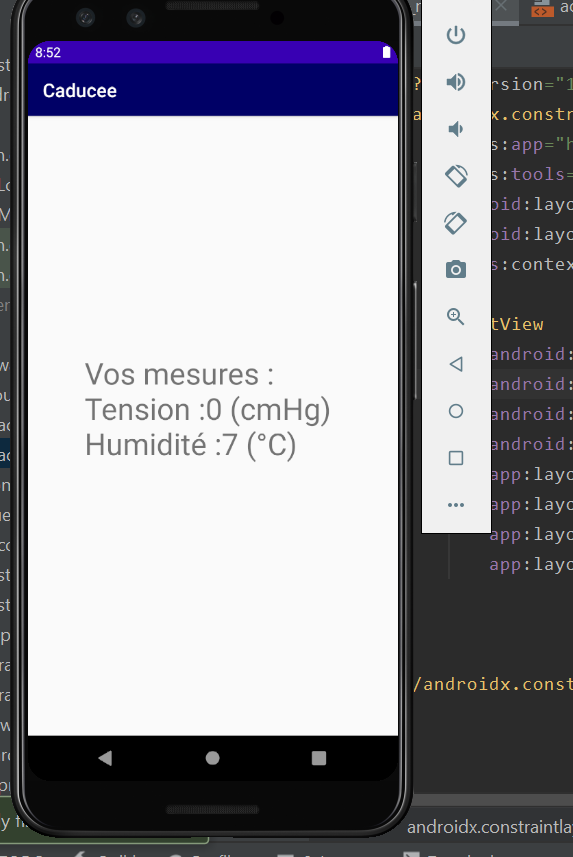 8:52
Caducee
Vos mesures :
Tension :0 (cmHg)
Humidité :7 (°C)
rsion="1
x.constr
s:app="h
s:tools=
oid:layo
oid:layo
s:contex
tView
android:
android:
android:
android:
app:layo
app:layo
app:layo
app:layo
/androidx.const
androidx.constraintla